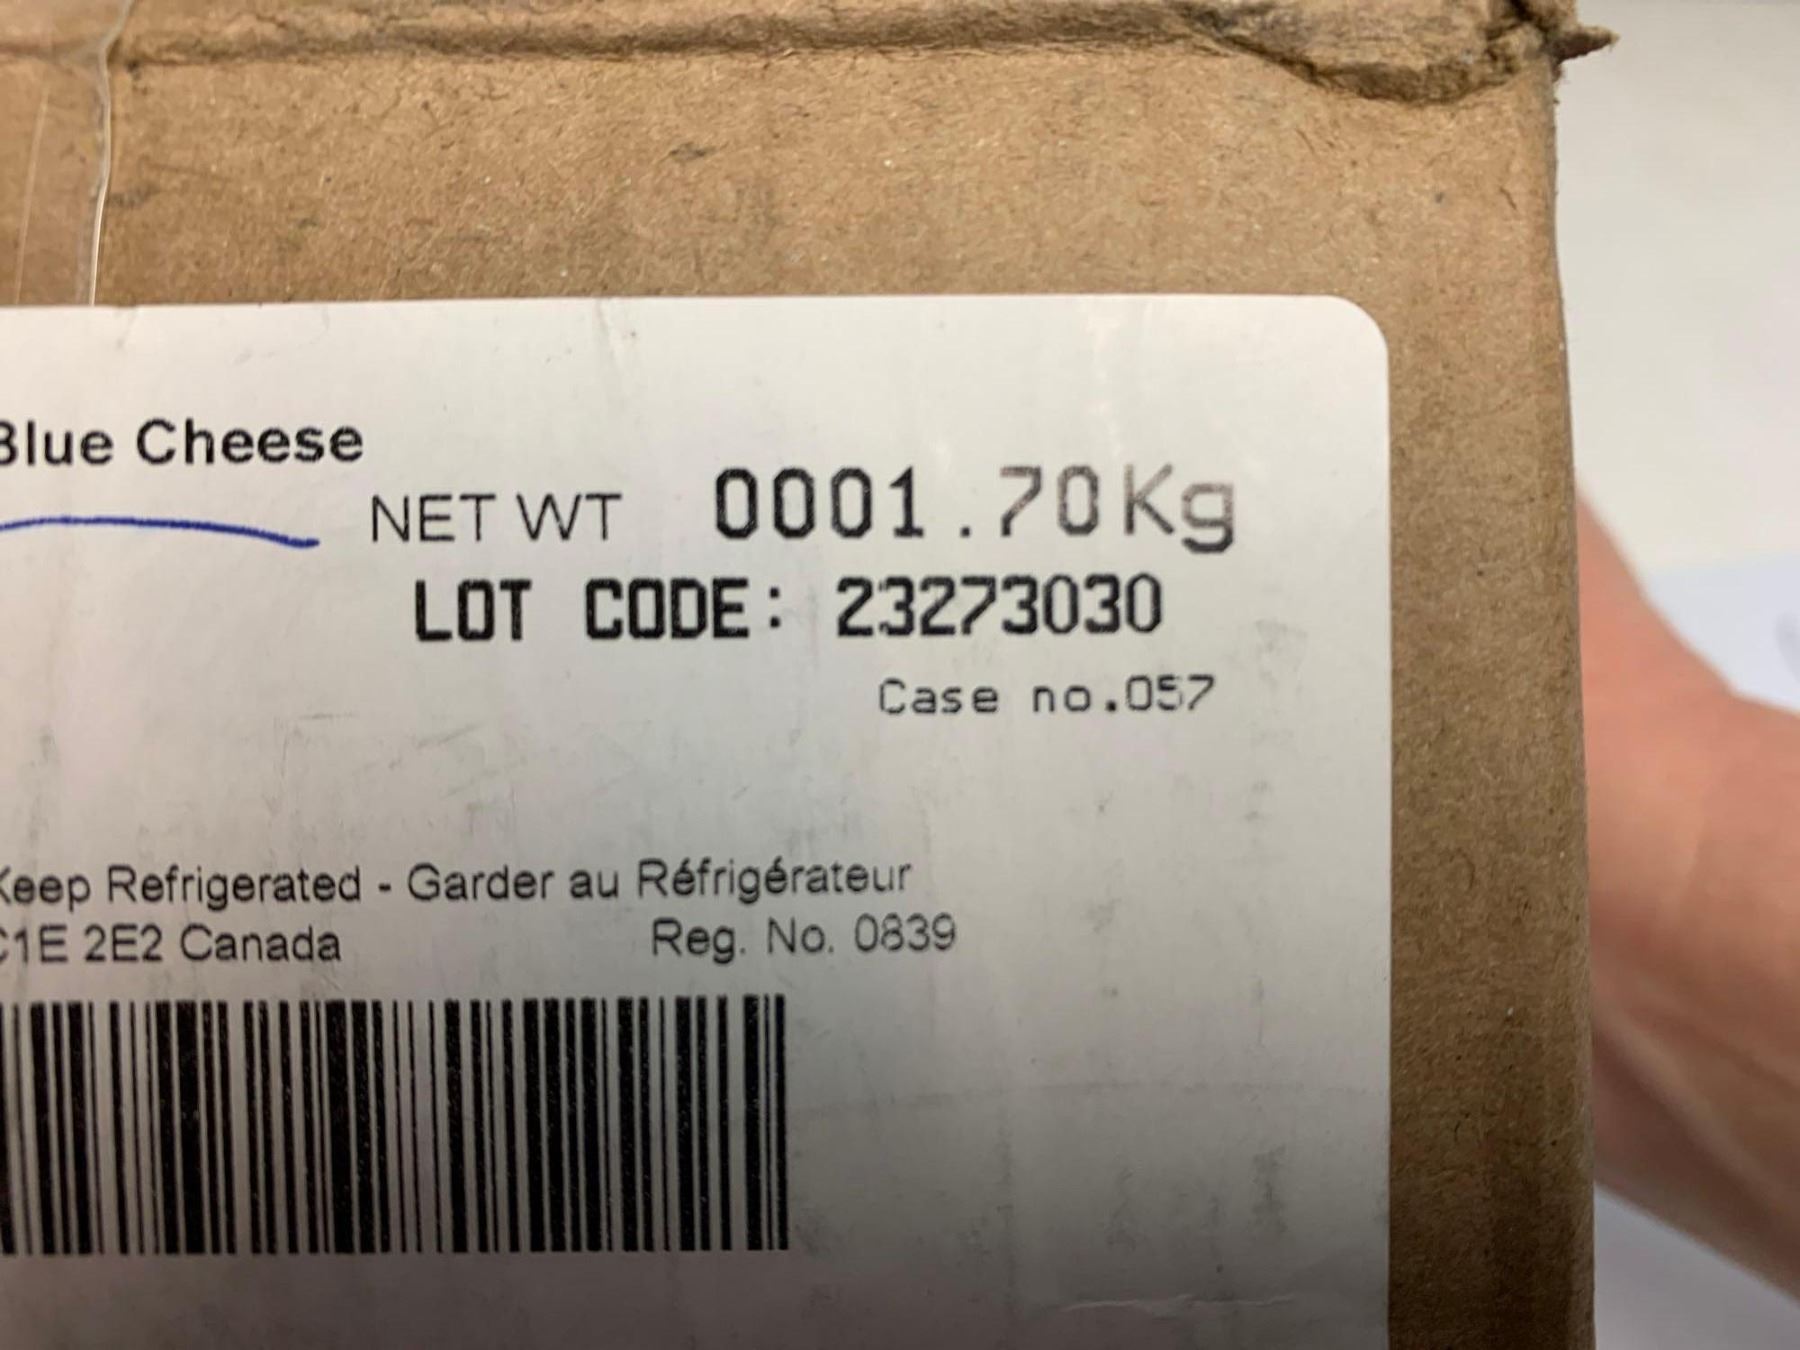 Blue Cheese
NET WT 0001.70Kg
LOT CODE: 23273030
Case no.057
Keep Refrigerated - Garder au Réfrigérateur
C1E 2E2 Canada Reg. No. 0839